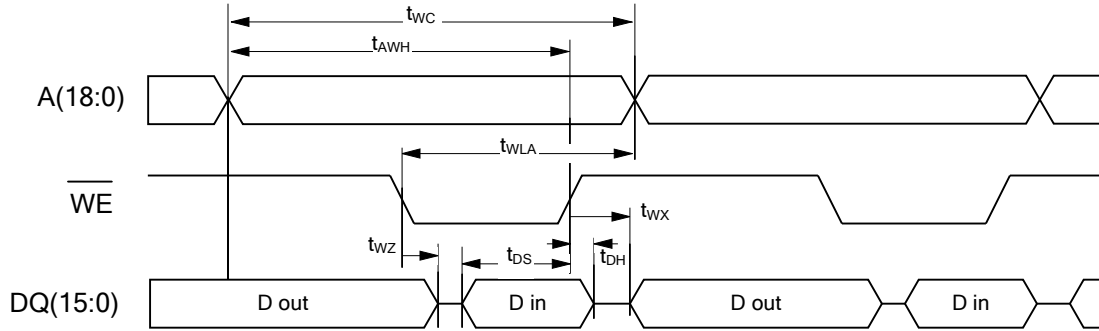 tWC
tAWH
A(18:0)
tWLA
WE
tWX
tWZ
tDS
tDH
DQ(15:0)
D out
D in
D out
D in